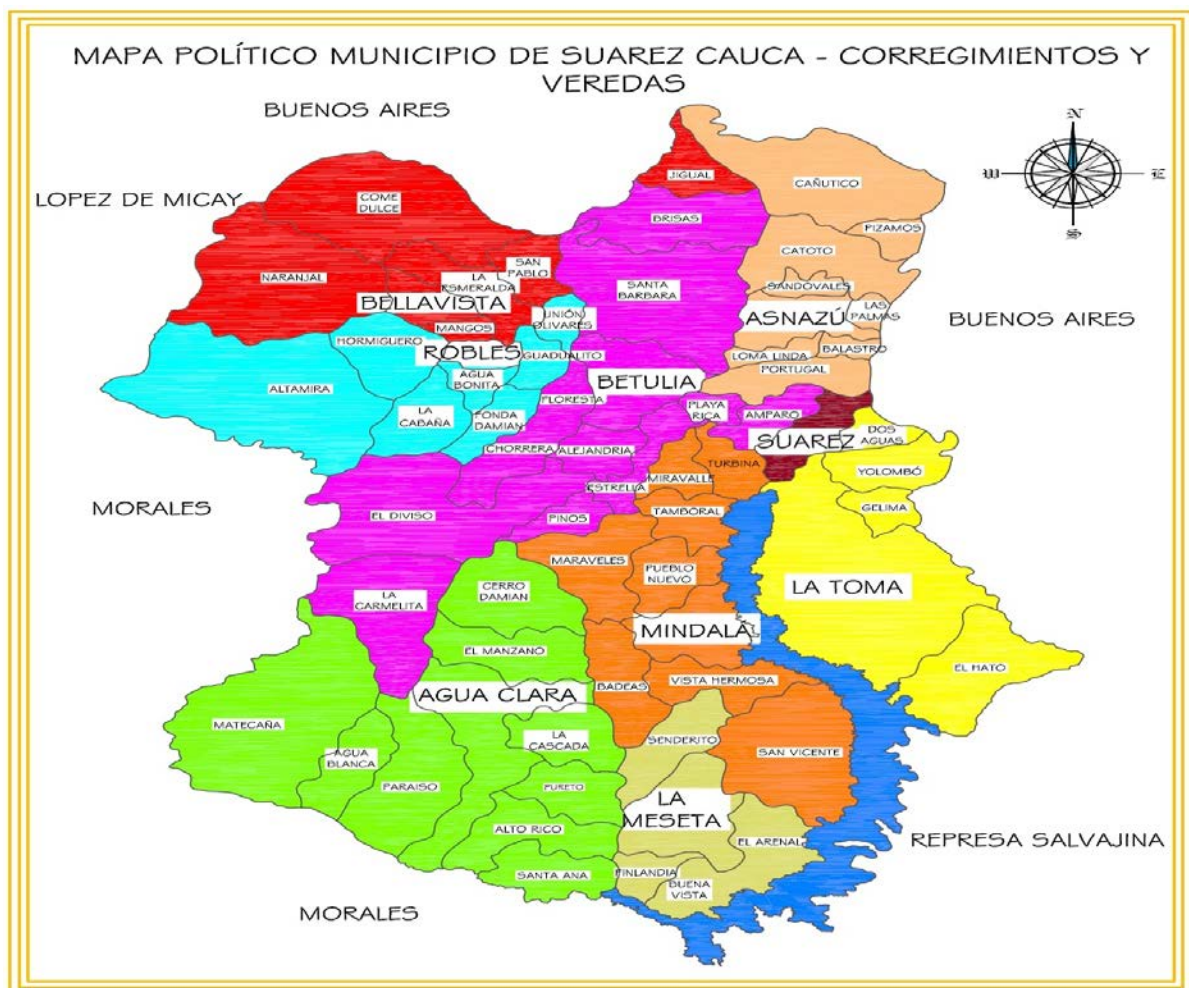 MAPA POLÍTICO MUNICIPIO DE SUAREZ CAUCA - CORREGIMIENTOS Y
VEREDAS
BUENOS AIRES
N
JIGUAL
W
E
S
CAÑUTICO
LOPEZ DE MICAY
COME
DULCE
BRISAS
PIZAMOS
CATOTO
NARANJAL
SAN
PABLO
LA
ESMERALDA
SANTA
BARBARA
SANDOVALES
BELLAVISTA
LAS
PALMAS
ASNAZÚ
BUENOS AIRES
UNIÓN
OLIVARES
MANGOS
HORMIGUERO
ROBLES
GUADUALITO
LOMA LINDA
BALASTRO
PORTUGAL
AGUA
BONITA
ALTAMIRA
BETULIA
FLORESTA
LA
CABAÑA
FONDA
DAMIAN
PLAYA
RICA
AMPARO
SUAREZ
DOS
AGUAS
CHORRERA
ALEJANDRIA
TURBINA
MIRAVALLE
YOLOMBÓ
ESTRELLA
MORALES
EL DIVISO
PINOS
TAMBORAL
GELIMA
MARAVELES
PUEBLO
NUEVO
CERRO
DAMIAN
LA TOMA
LA
CARMELITA
MINDALÁ
EL MANZANO
EL HATO
AGUA CLARA
BADEAS
VISTA HERMOSA
MATECAÑA
LA
CASCADA
SENDERITO
SAN VICENTE
AGUA
BLANCA
PARAISO
PURETO
LA
MESETA
ALTO RICO
EL ARENAL
REPRESA SALVAJINA
SANTA ANA
FINLANDIA
BUENA
VISTA
MORALES